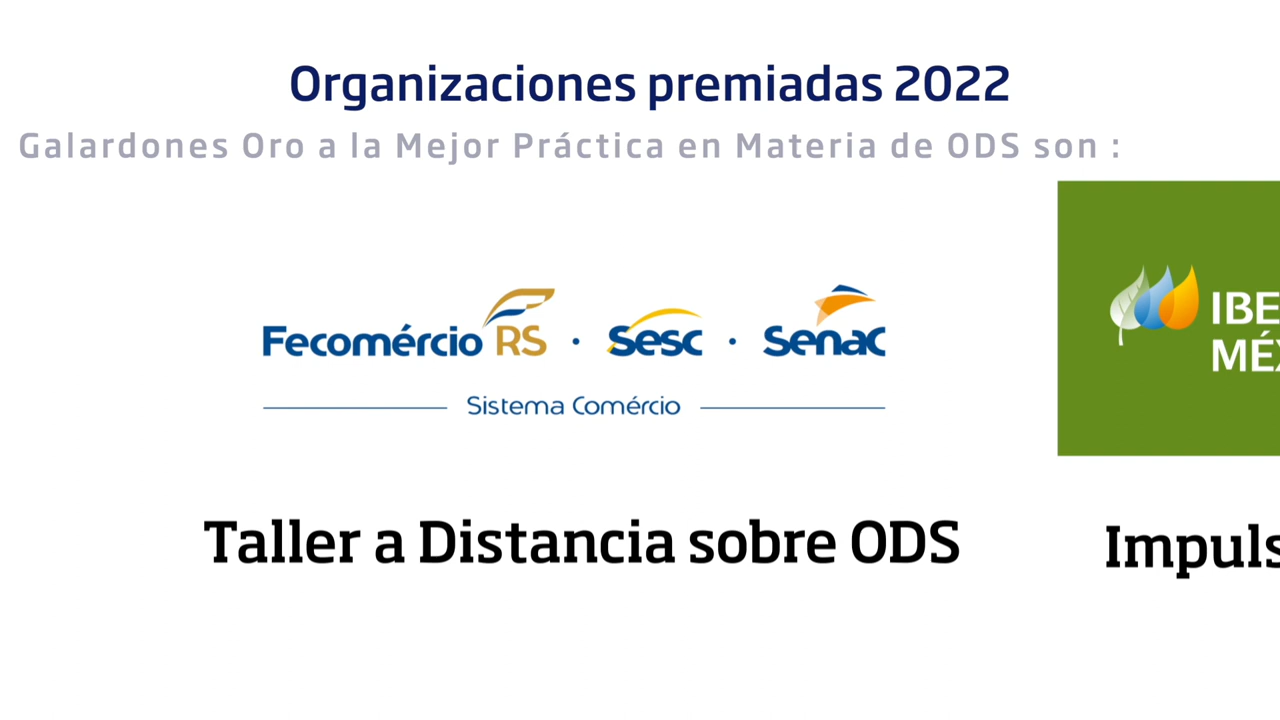 Organizaciones premiadas 2022
Galardones Oro a la Mejor Práctica en Materia de ODS son :
Fecomércio RS · Sesc · Senac
Sistema Comércio
Taller a Distancia sobre ODS